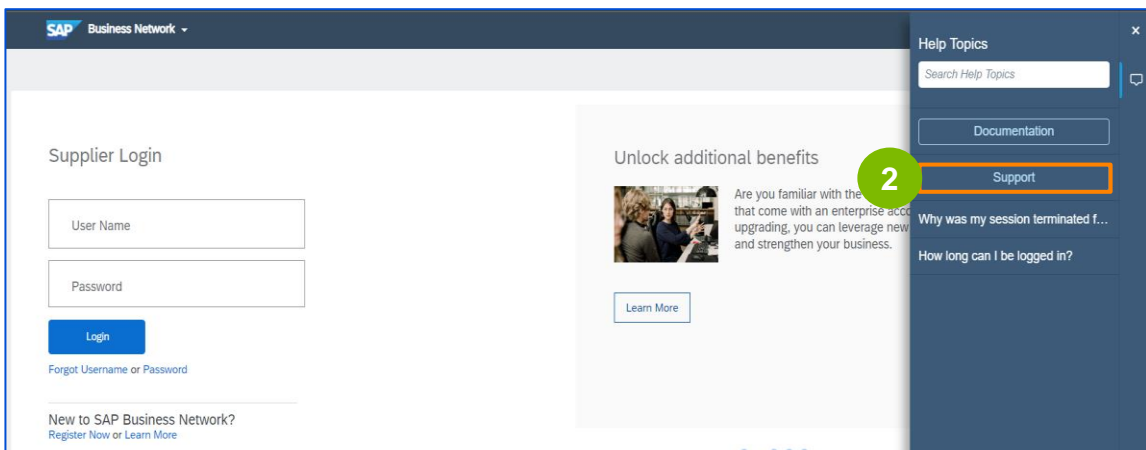 SAP Business Network
Supplier Login
User Name
Password
Login
Forgot Username or Password
New to SAP Business Network?
Register Now or Learn More
Unlock additional benefits
Are you familiar with the
that come with an enterprise acco
upgrading, you can leverage new
and strengthen your business.
Learn More
Help Topics
Search Help Topics
Documentation
2
Support
Why was my session terminated f...
How long can I be logged in?